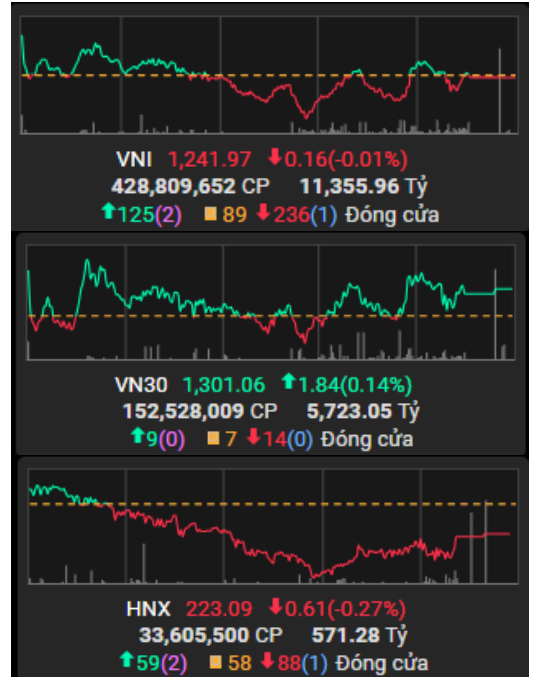 VNI 1,241.97 0.16(-0.01%)
428,809,652 CP 11,355.96 Tỷ
125(2) 89 236(1) Đóng cửa
VN30 1,301.06 1.84(0.14%)
152,528,009 CP 5,723.05 Tỷ
9(0) 7 14(0) Đóng cửa
HNX 223.09 0.61(-0.27%)
33,605,500 CP 571.28 Tỷ
59(2) 58 88(1) Đóng cửa